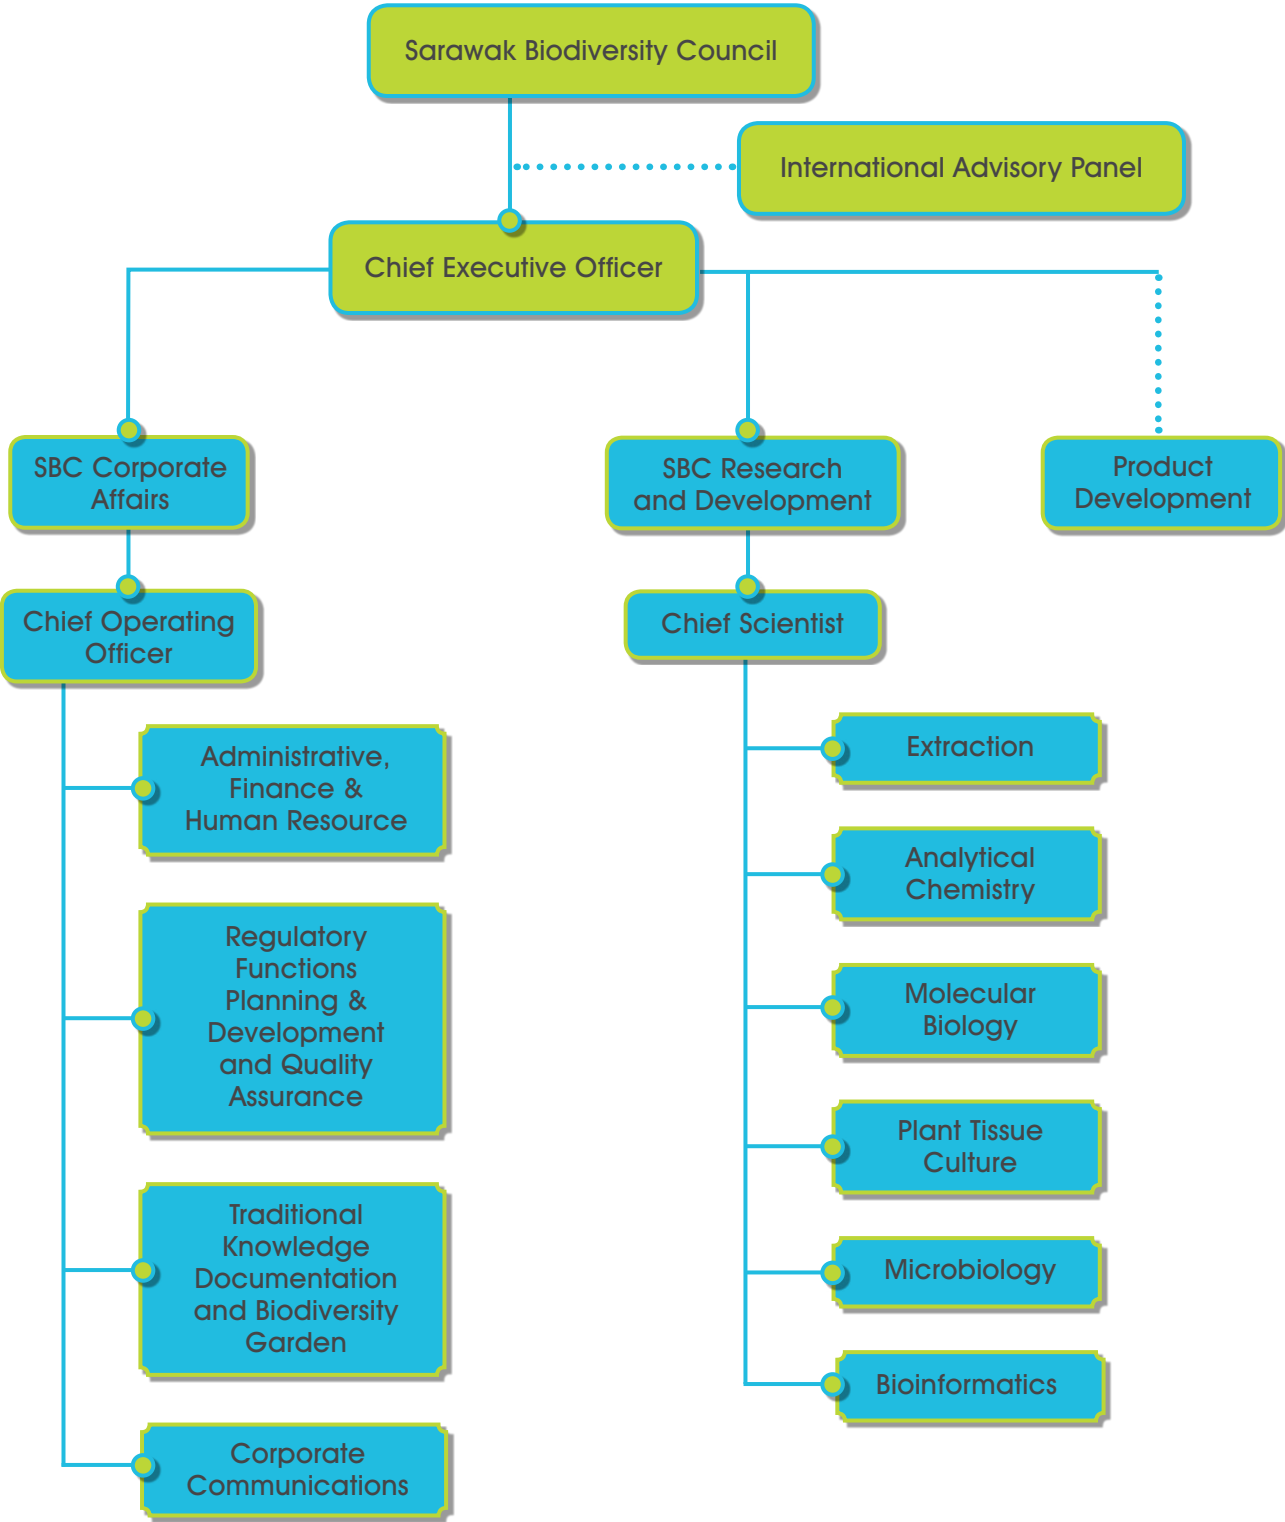 Sarawak Biodiversity Council
International Advisory Panel
Chief Executive Officer
SBC Corporate
Affairs
SBC Research
and Development
Product
Development
Chief Operating
Officer
Chief Scientist
Administrative,
Finance &
Human Resource
Regulatory
Functions
Planning &
Development
and Quality
Assurance
Traditional
Knowledge
Documentation
and Biodiversity
Garden
Corporate
Communications
Extraction
Analytical
Chemistry
Molecular
Biology
Plant Tissue
Culture
Microbiology
Bioinformatics